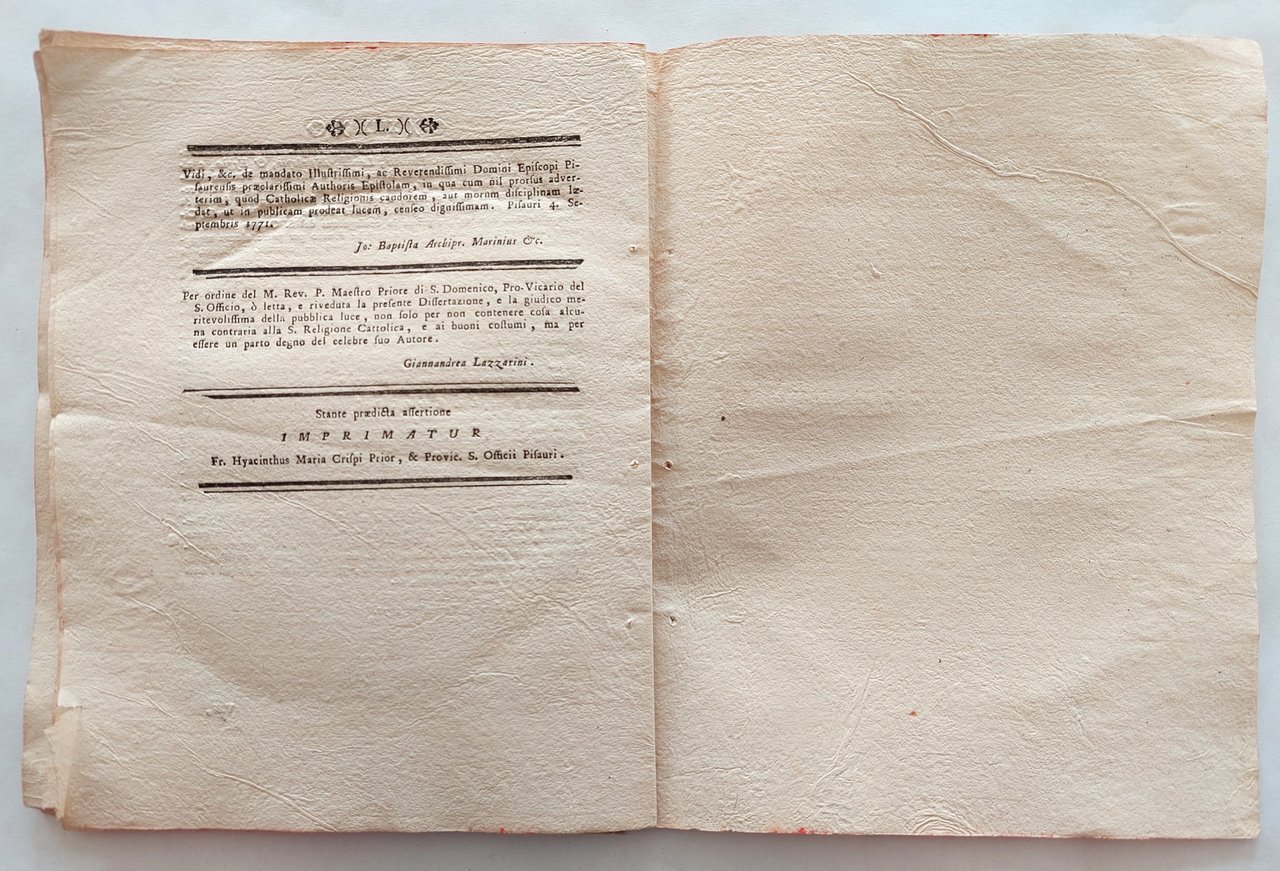 )( L. )(
Vidi, &c. de mandato Illuſtriſſimi, ac Reverendiſſimi Domini Epiſcopi Pi-
ſaurenſis præclariſſimi Authoris Epiſtolam, in qua cum nil prorſus adver-
terim, quod Catholicæ Religionis candorem, aut morum diſciplinam læ-
dat, ut in publicam prodeat lucem, cenſeo digniſſimam. Piſauri 4. Se-
ptembris 1771.
Jo: Baptiſta Archipr. Marinius &c.
Per ordine del M. Rev. P. Maeſtro Priore di S. Domenico, Pro-Vicario del
S. Officio, ò letta, e riveduta la preſente Diſſertazione, e la giudico me-
ritevoliſſima della pubblica luce, non ſolo per non contenere coſa alcu-
na contraria alla S. Religione Cattolica, e ai buoni coſtumi, ma per
eſſere un parto degno del celebre ſuo Autore.
Giannandrea Lazzarini.
Stante prædicta aſſertione
IMPRIMATUR
Fr. Hyacinthus Maria Criſpi Prior, & Provic. S. Officii Piſauri.